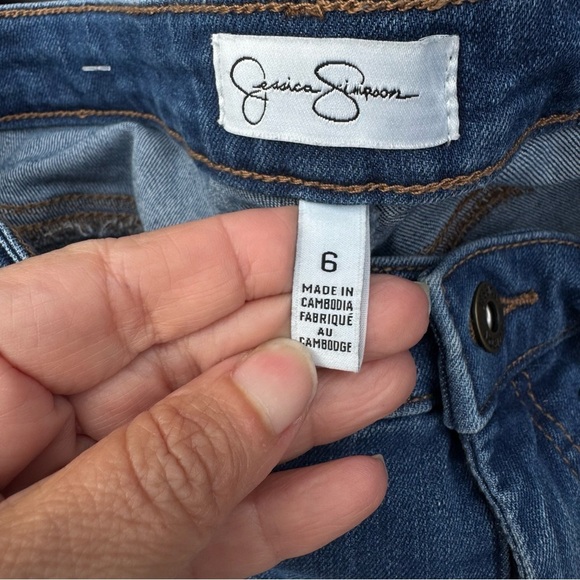 Jessica Simpson
6
MADE IN
CAMBODIA
FABRIQUÉ
AU
CAMBODGE